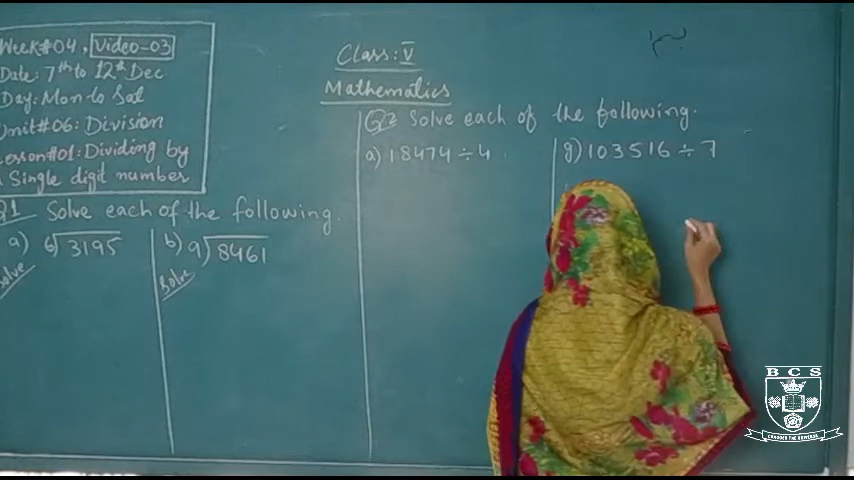 Week#04, Video-03
Date: 7th to 12th Dec
Day: Mon to Sat
Unit#06: Division
Lesson#01: Dividing by
Single digit number
Class: V
Mathematics
Q1 Solve each of the following.
a) 6)3195
Solve
b) 9)8461
Solve
Q2 Solve each of the following.
a) 18474 ÷ 4
g) 103516 ÷ 7
BCS